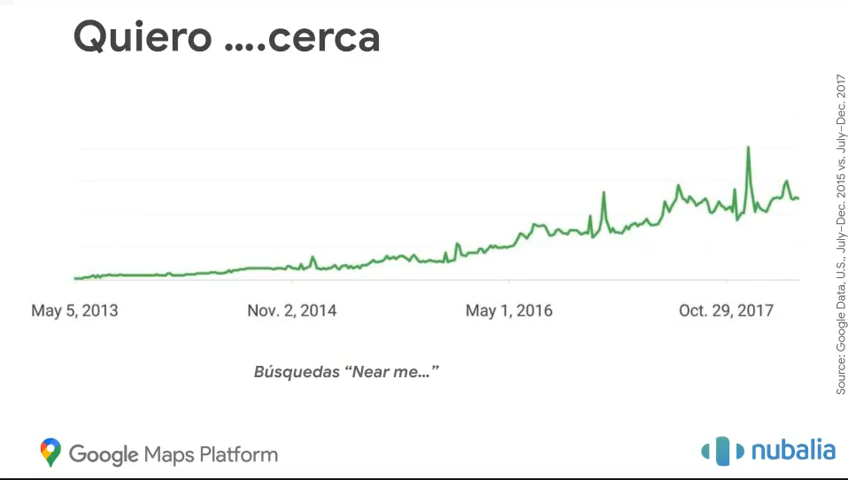 Quiero ....cerca
Source: Google Data, U.S., July–Dec. 2015 vs. July–Dec. 2017
May 5, 2013
Nov. 2, 2014
May 1, 2016
Oct. 29, 2017
Búsquedas “Near me...”
Google Maps Platform
nubalia